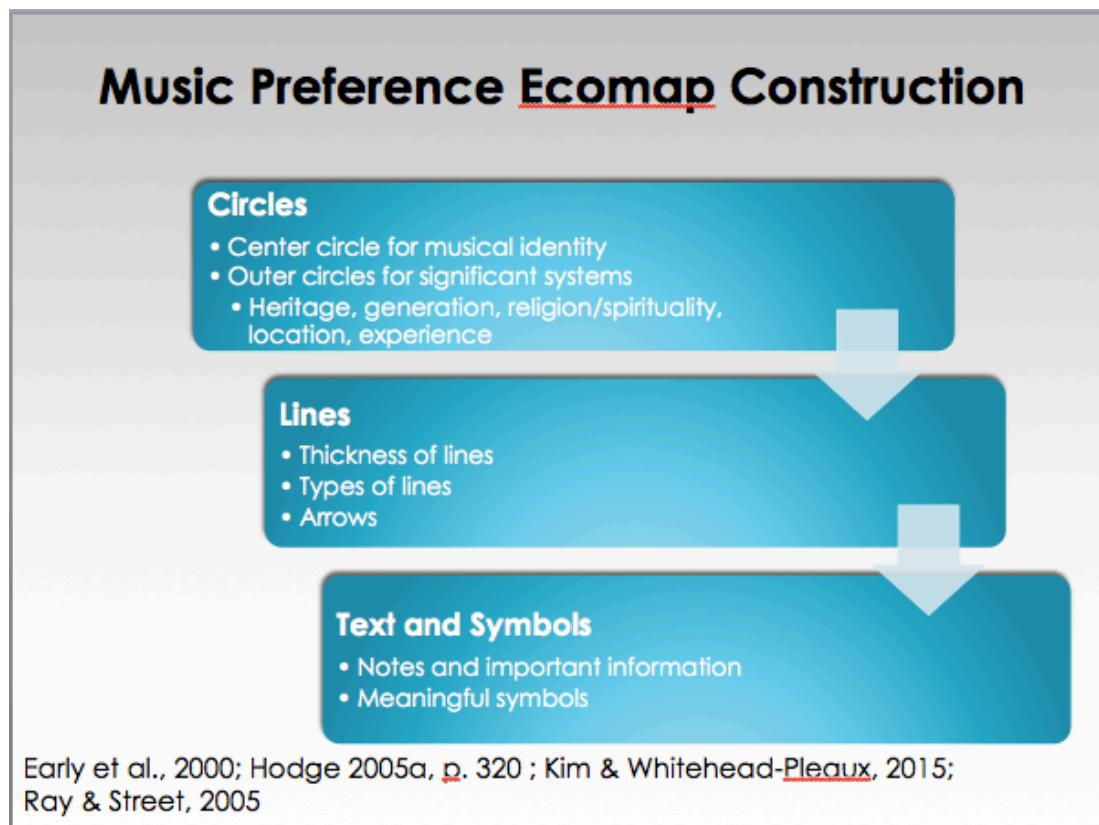 Music Preference Ecomap Construction
Circles
• Center circle for musical identity
• Outer circles for significant systems
• Heritage, generation, religion/spirituality,
location, experience
Lines
• Thickness of lines
• Types of lines
• Arrows
Text and Symbols
• Notes and important information
• Meaningful symbols
Early et al., 2000; Hodge 2005a, p. 320 ; Kim & Whitehead-Pleaux, 2015;
Ray & Street, 2005